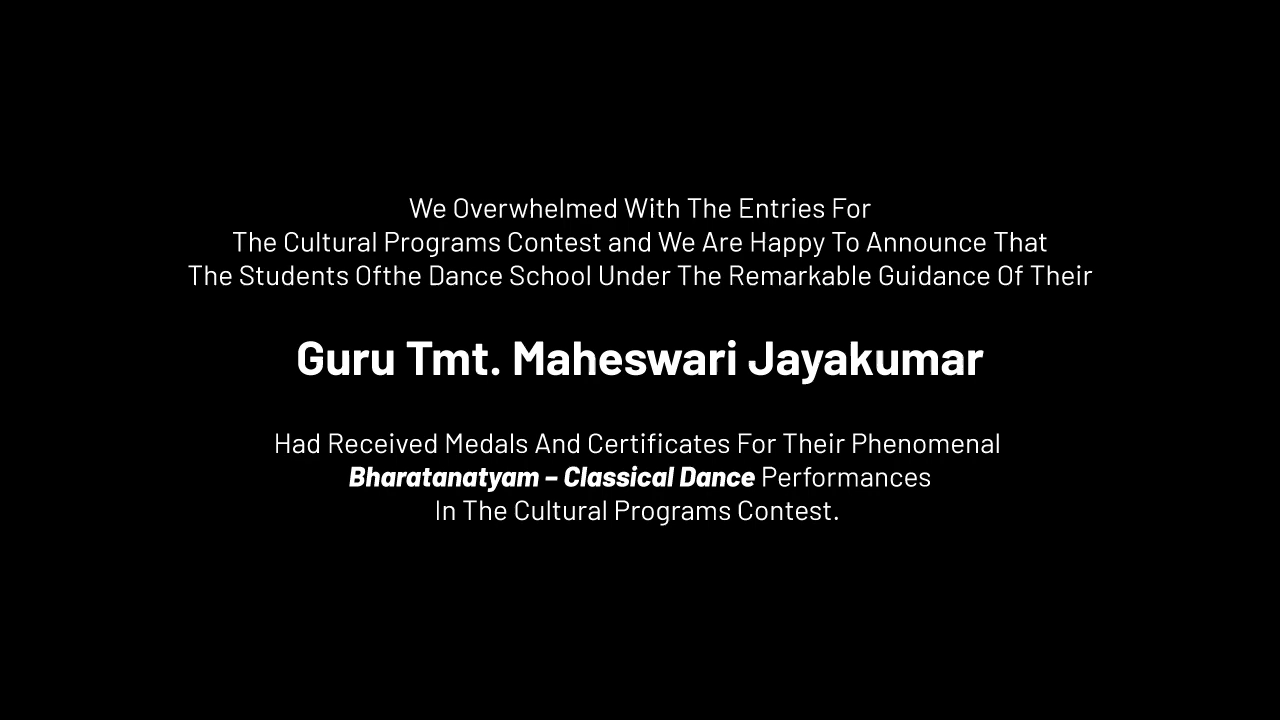 We Overwhelmed With The Entries For
The Cultural Programs Contest and We Are Happy To Announce That
The Students Ofthe Dance School Under The Remarkable Guidance Of Their
Guru Tmt. Maheswari Jayakumar
Had Received Medals And Certificates For Their Phenomenal
Bharatanatyam – Classical Dance Performances
In The Cultural Programs Contest.